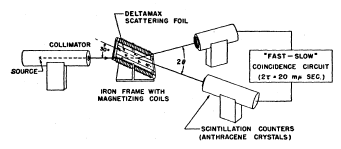 DELTAMAX
SCATTERING FOIL
COLLIMATOR
30°
SOURCE
2θ
"FAST-SLOW"
COINCIDENCE CIRCUIT
(2τ = 20 mμ SEC.)
IRON FRAME WITH
MAGNETIZING COILS
SCINTILLATION COUNTERS
(ANTHRACENE CRYSTALS)